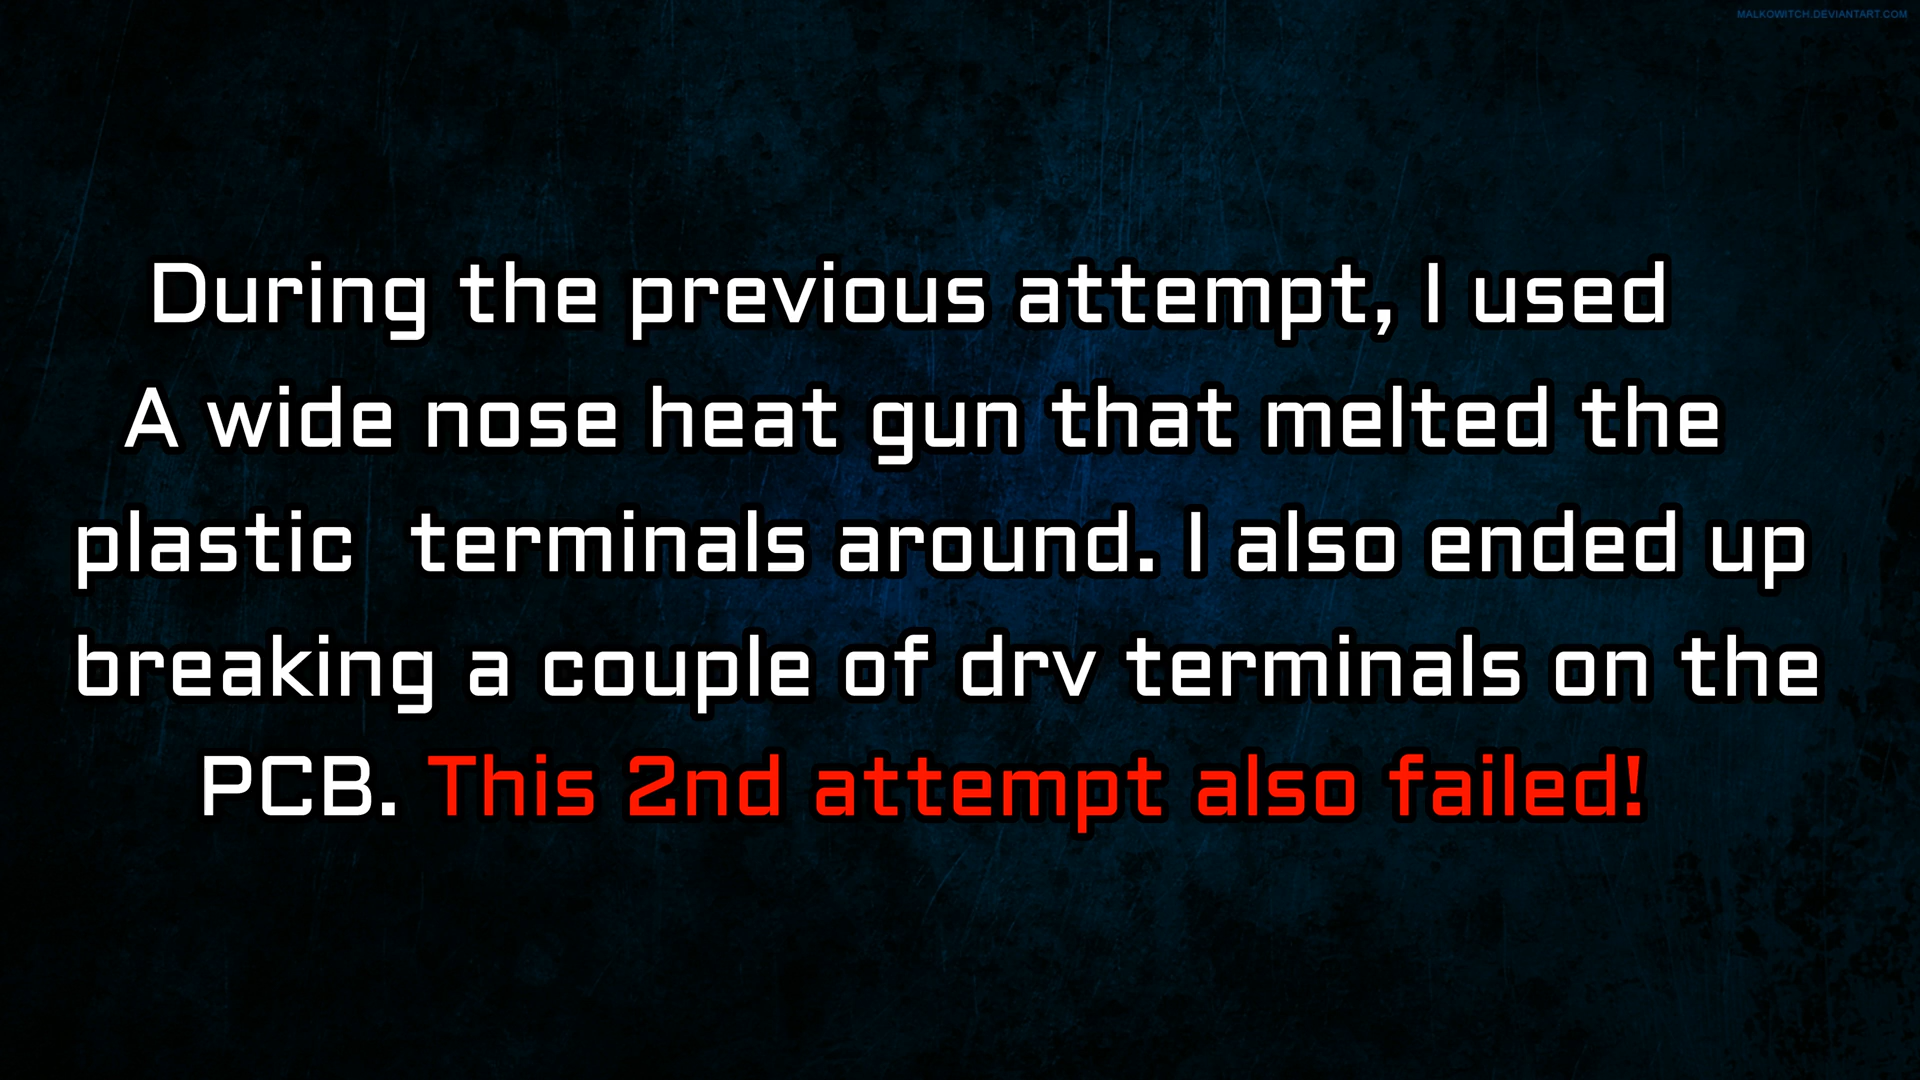 MALKOWITCH.DEVIANTART.COM
During the previous attempt, I used
A wide nose heat gun that melted the
plastic  terminals around. I also ended up
breaking a couple of drv terminals on the
PCB. This 2nd attempt also failed!